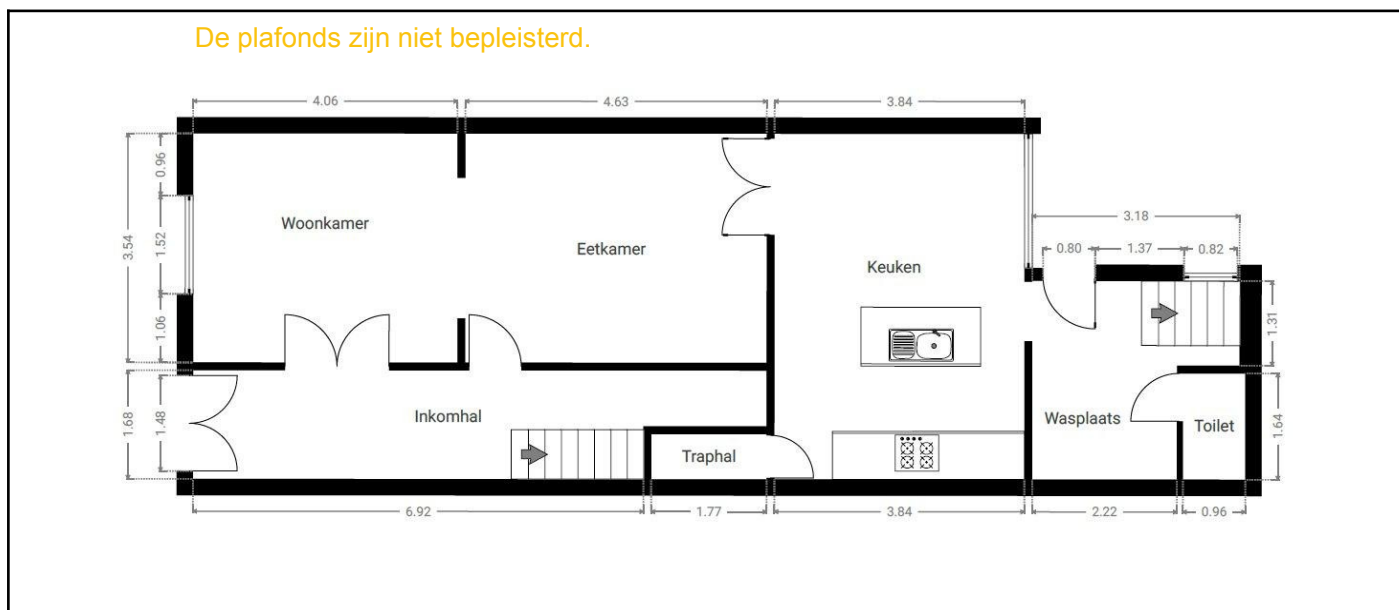 De plafonds zijn niet bepleisterd.
4.06
4.63
3.84
0.96
3.18
Woonkamer
Eetkamer
0.80
1.37
0.82
3.54
1.52
Keuken
1.31
1.06
1.68
1.48
Inkomhal
Wasplaats
Toilet
1.64
Traphal
6.92
1.77
3.84
2.22
0.96